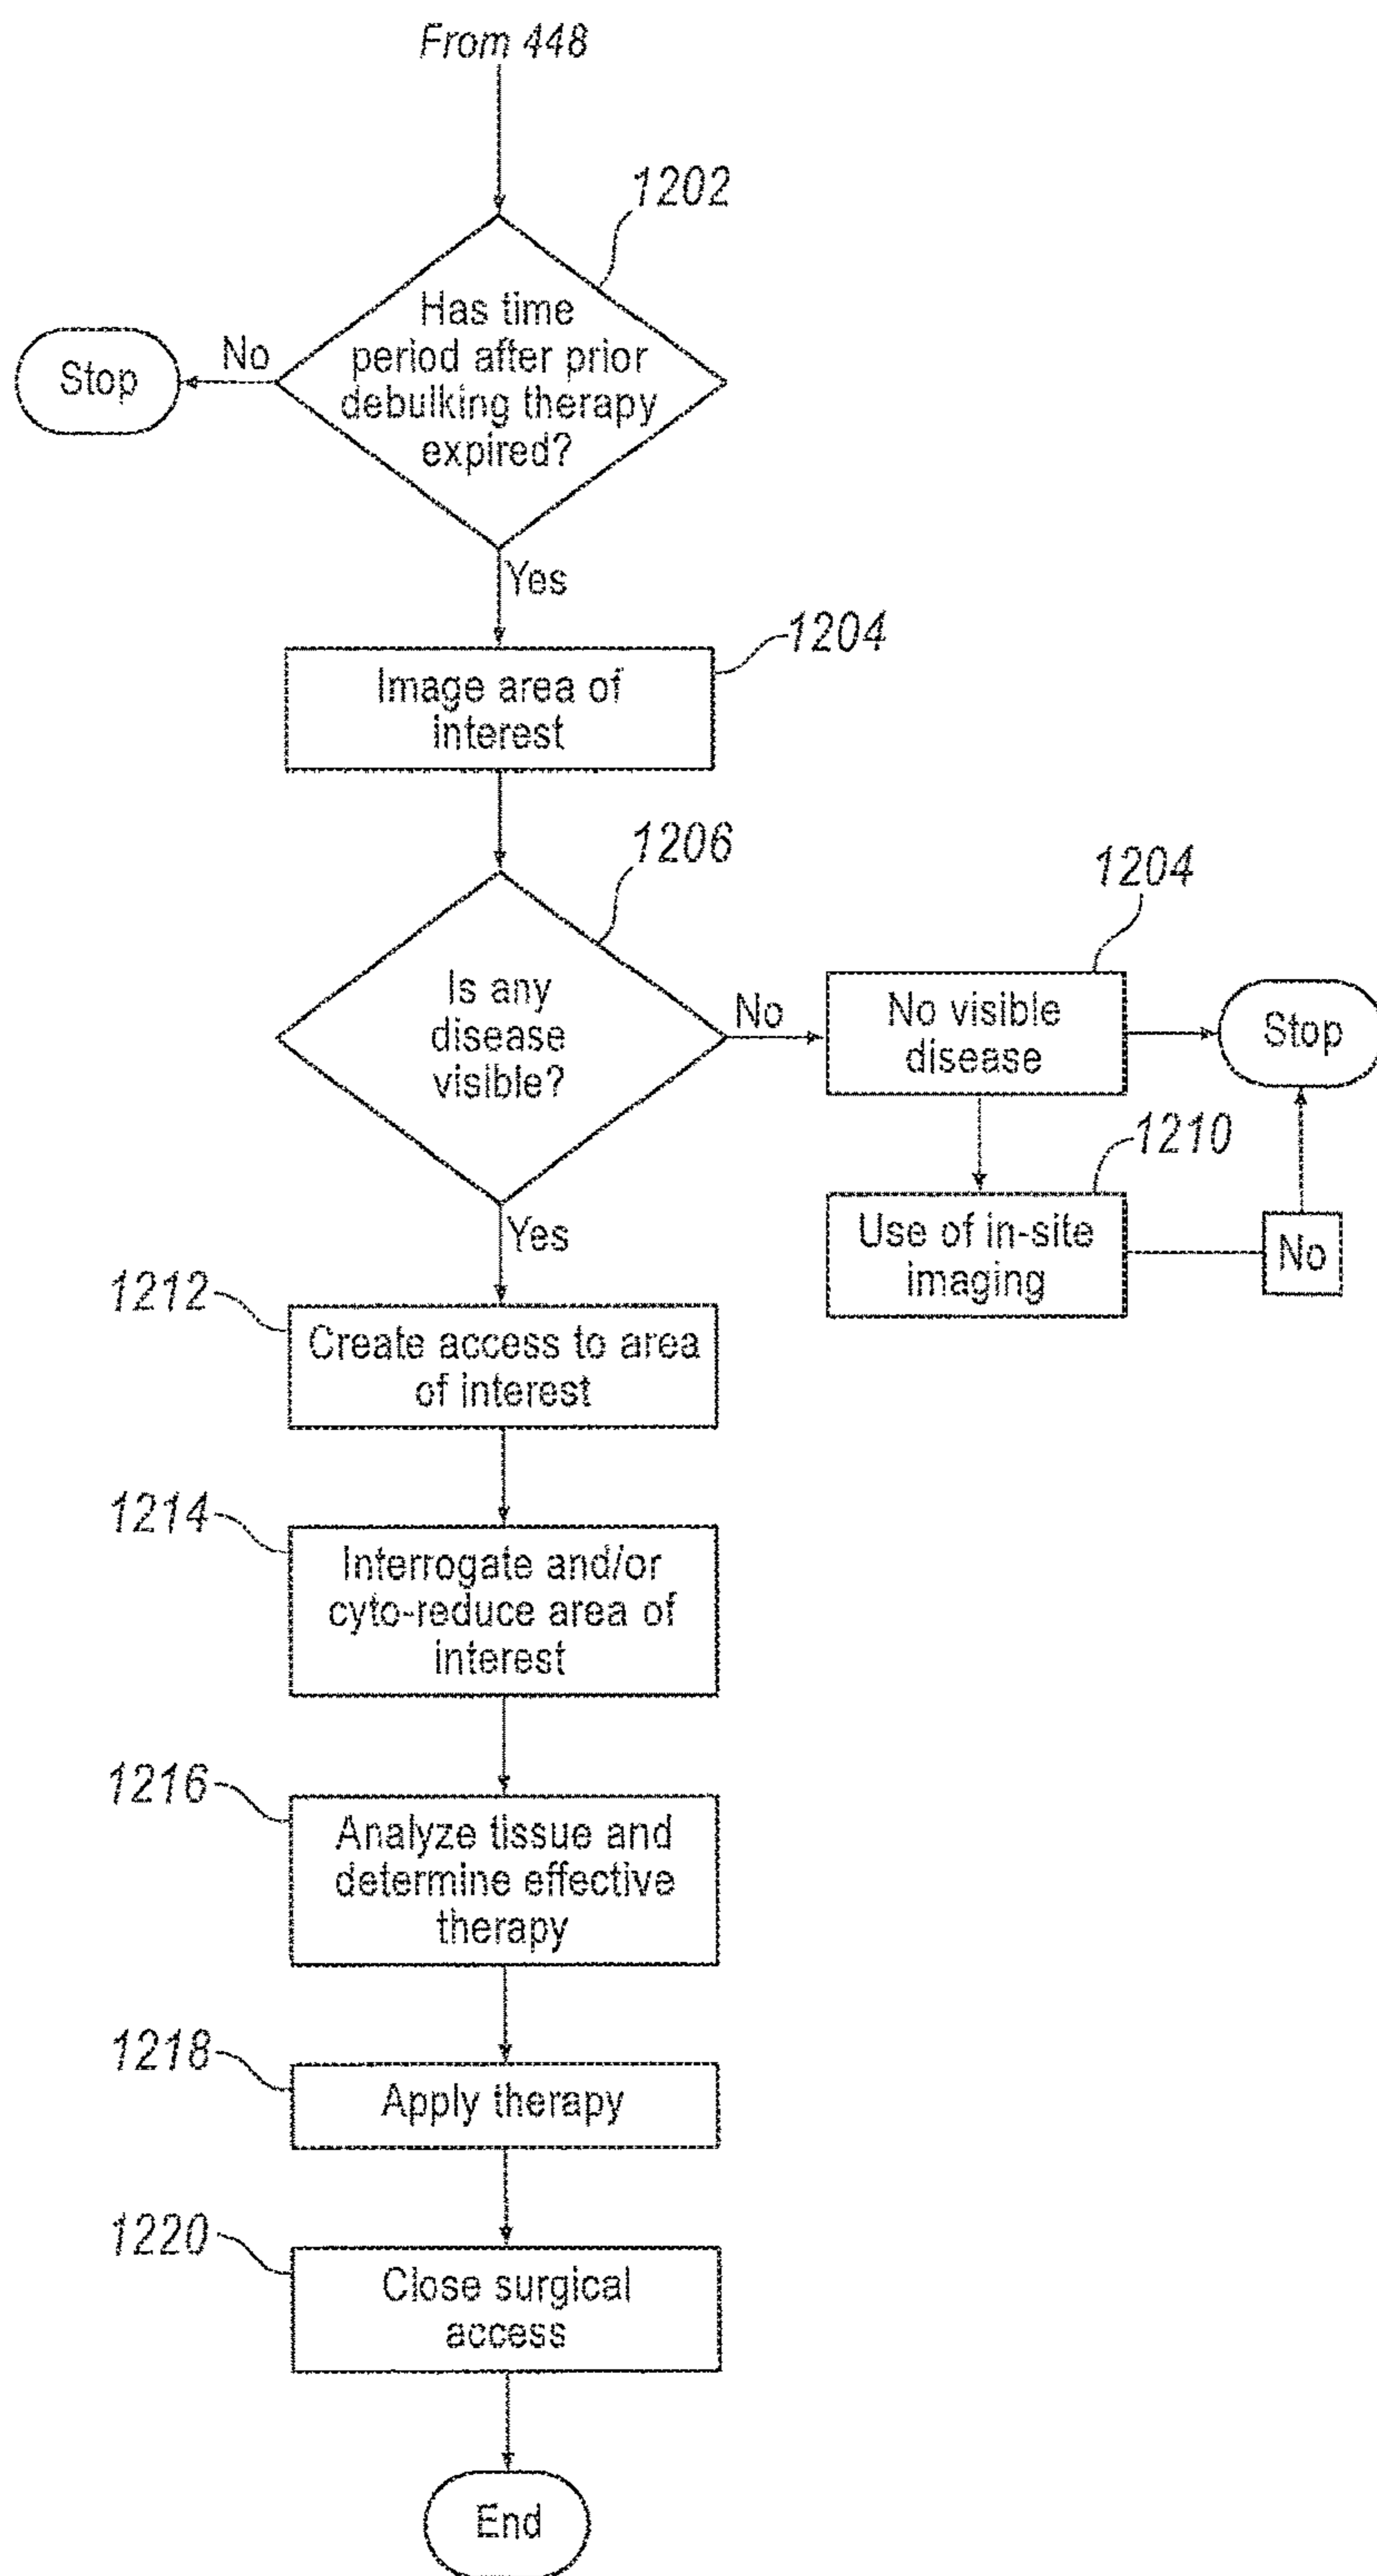 From 448
1202
Has time
period after prior
debulking therapy
expired?
No
Stop
Yes
1204
Image area of
interest
1206
Is any
disease
visible?
No
1204
No visible
disease
Stop
1210
Use of in-site
imaging
No
Yes
1212
Create access to area
of interest
1214
Interrogate and/or
cyto-reduce area of
interest
1216
Analyze tissue and
determine effective
therapy
1218
Apply therapy
1220
Close surgical
access
End